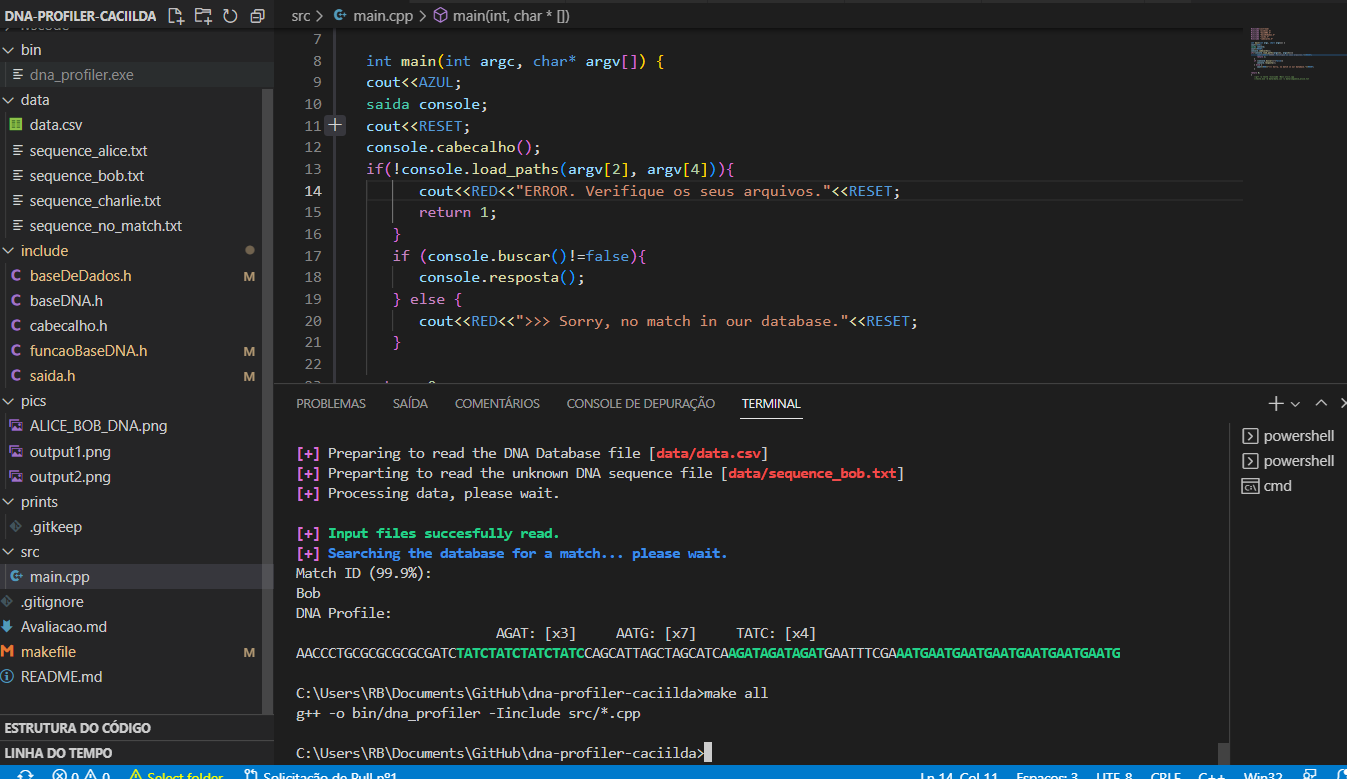 DNA-PROFILER-CACIILDA
bin
dna_profiler.exe
data
data.csv
sequence_alice.txt
sequence_bob.txt
sequence_charlie.txt
sequence_no_match.txt
include
baseDeDados.h M
baseDNA.h
cabecalho.h
funcaoBaseDNA.h M
saida.h M
pics
ALICE_BOB_DNA.png
output1.png
output2.png
prints
.gitkeep
src
main.cpp
.gitignore
Avaliacao.md
makefile M
README.md
ESTRUTURA DO CÓDIGO
LINHA DO TEMPO
src > main.cpp > main(int, char * [])
7
8 int main(int argc, char* argv[]) {
9 cout<<AZUL;
10 saida console;
11 cout<<RESET;
12 console.cabecalho();
13 if(!console.load_paths(argv[2], argv[4])){
14 cout<<RED<<"ERROR. Verifique os seus arquivos."<<RESET;
15 return 1;
16 }
17 if (console.buscar()!=false){
18 console.resposta();
19 } else {
20 cout<<RED<<">>> Sorry, no match in our database."<<RESET;
21 }
22
PROBLEMAS SAÍDA COMENTÁRIOS CONSOLE DE DEPURAÇÃO TERMINAL
[+] Preparing to read the DNA Database file [data/data.csv]
[+] Preparting to read the unknown DNA sequence file [data/sequence_bob.txt]
[+] Processing data, please wait.
[+] Input files succesfully read.
[+] Searching the database for a match... please wait.
Match ID (99.9%):
Bob
DNA Profile:
AGAT: [x3] AATG: [x7] TATC: [x4]
AACCCTGCGCGCGCGCGATCTATCTATCTATCTATCCAGCATTAGCTAGCATCAAGATAGATAGATGAATTTCGAAATGAATGAATGAATGAATGAATGAATG
C:\Users\RB\Documents\GitHub\dna-profiler-caciilda>make all
g++ -o bin/dna_profiler -Iinclude src/*.cpp
C:\Users\RB\Documents\GitHub\dna-profiler-caciilda>
powershell
powershell
cmd
0 0 Select folder Solicitação de Pull nº1 Ln 14, Col 11 Espaços: 3 UTF-8 CRLF C++ Win32